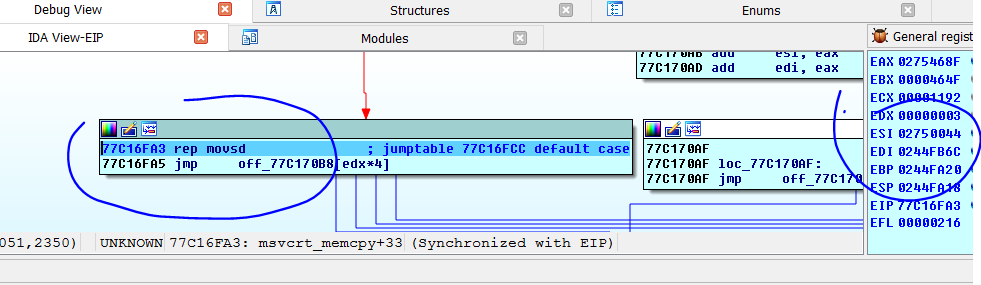 Debug View
Structures
Enums
IDA View-EIP
Modules
General regist
77C170AB add esi, eax
77C170AD add edi, eax
77C16FA3 rep movsd ; jumptable 77C16FCC default case
77C16FA5 jmp off_77C170B8[edx*4]
77C170AF
77C170AF loc_77C170AF:
77C170AF jmp off_77C170
EAX 0275468F
EBX 0000464F
ECX 00001192
EDX 00000003
ESI 02750044
EDI 0244FB6C
EBP 0244FA20
ESP 0244FA18
EIP 77C16FA3
EFL 00000216
051,2350) UNKNOWN 77C16FA3: msvcrt_memcpy+33 (Synchronized with EIP)